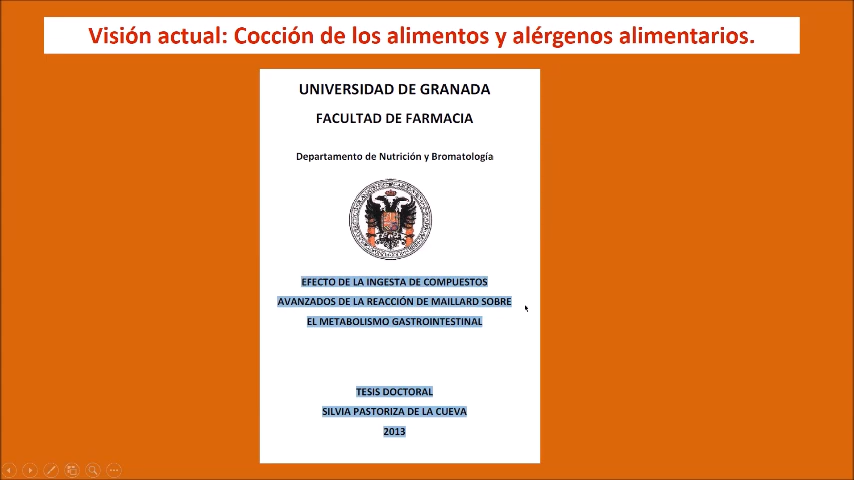 Visión actual: Cocción de los alimentos y alérgenos alimentarios.
UNIVERSIDAD DE GRANADA
FACULTAD DE FARMACIA
Departamento de Nutrición y Bromatología
EFECTO DE LA INGESTA DE COMPUESTOS
AVANZADOS DE LA REACCIÓN DE MAILLARD SOBRE
EL METABOLISMO GASTROINTESTINAL
TESIS DOCTORAL
SILVIA PASTORIZA DE LA CUEVA
2013